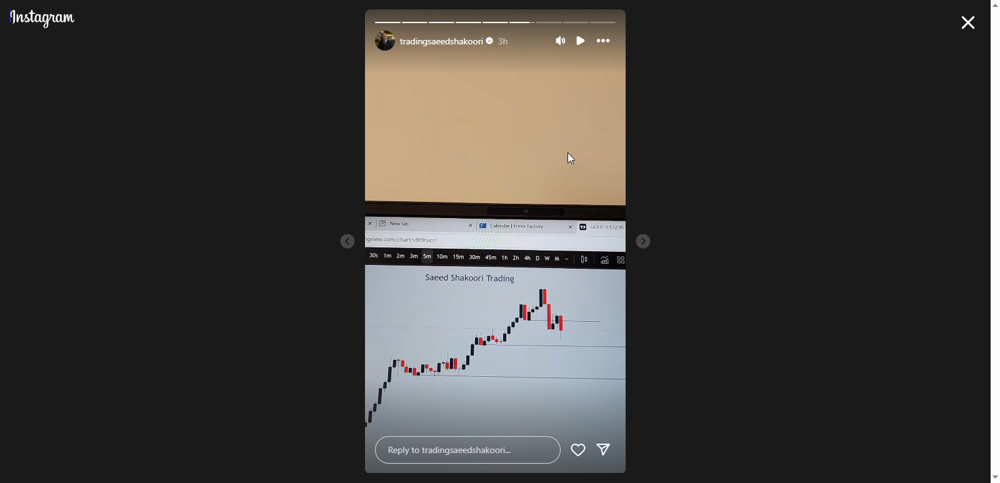 Instagram
tradingsaeedshakoori 3h
New tab
Calendar | Forex Factory
GOLD 3,932.90
ngview.com/chart/v8t9rucr/
30s 1m 2m 3m 5m 10m 15m 30m 45m 1h 2h 4h D W M
Saeed Shakoori Trading
Reply to tradingsaeedshakoori...